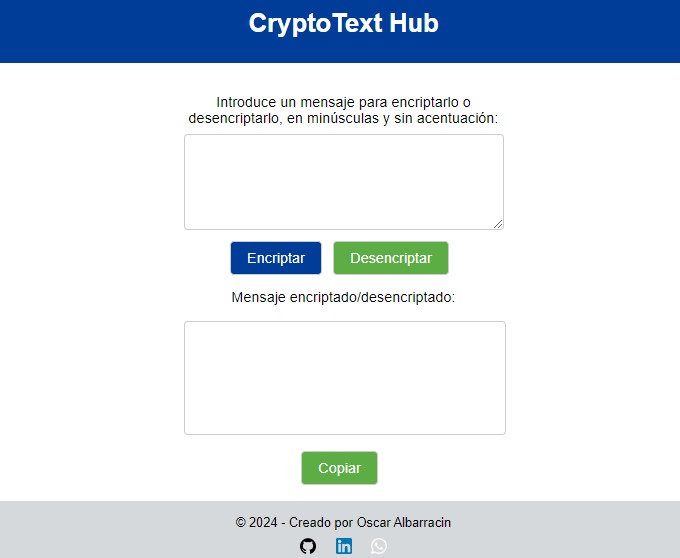 CryptoText Hub
Introduce un mensaje para encriptarlo o
desencriptarlo, en minúsculas y sin acentuación:
Encriptar
Desencriptar
Mensaje encriptado/desencriptado:
Copiar
© 2024 - Creado por Oscar Albarracin
in